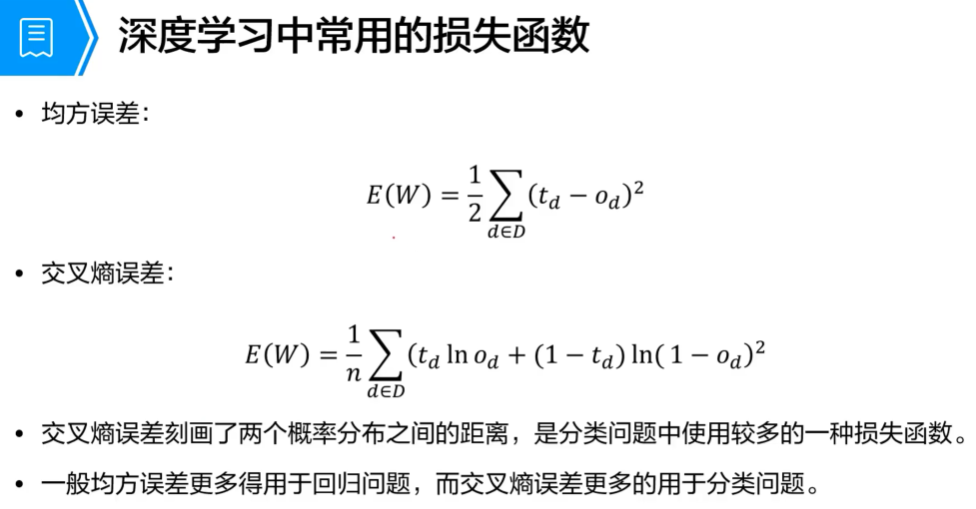 深度学习中常用的损失函数
• 均方误差：
E(W) = \frac{1}{2} \sum_{d∈D} (t_d − o_d)^2
• 交叉熵误差：
E(W) = \frac{1}{n} \sum_{d∈D} (t_d ln o_d + (1 − t_d) ln( 1 − o_d)^2
• 交叉熵误差刻画了两个概率分布之间的距离，是分类问题中使用较多的一种损失函数。
• 一般均方误差更多得用于回归问题，而交叉熵误差更多的用于分类问题。